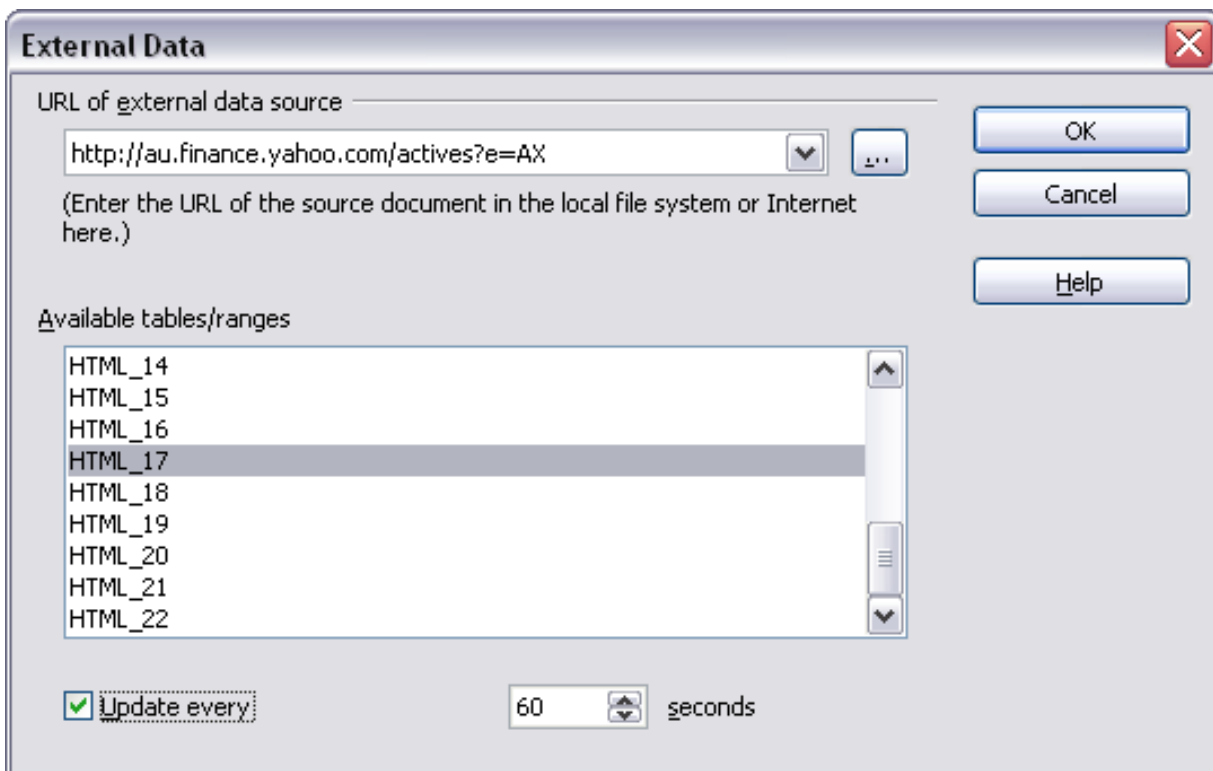 External Data
URL of external data source
http://au.finance.yahoo.com/actives?e=AX
...
OK
(Enter the URL of the source document in the local file system or Internet
here.)
Cancel
Help
Available tables/ranges
HTML_14
HTML_15
HTML_16
HTML_17
HTML_18
HTML_19
HTML_20
HTML_21
HTML_22
Update every
60
seconds